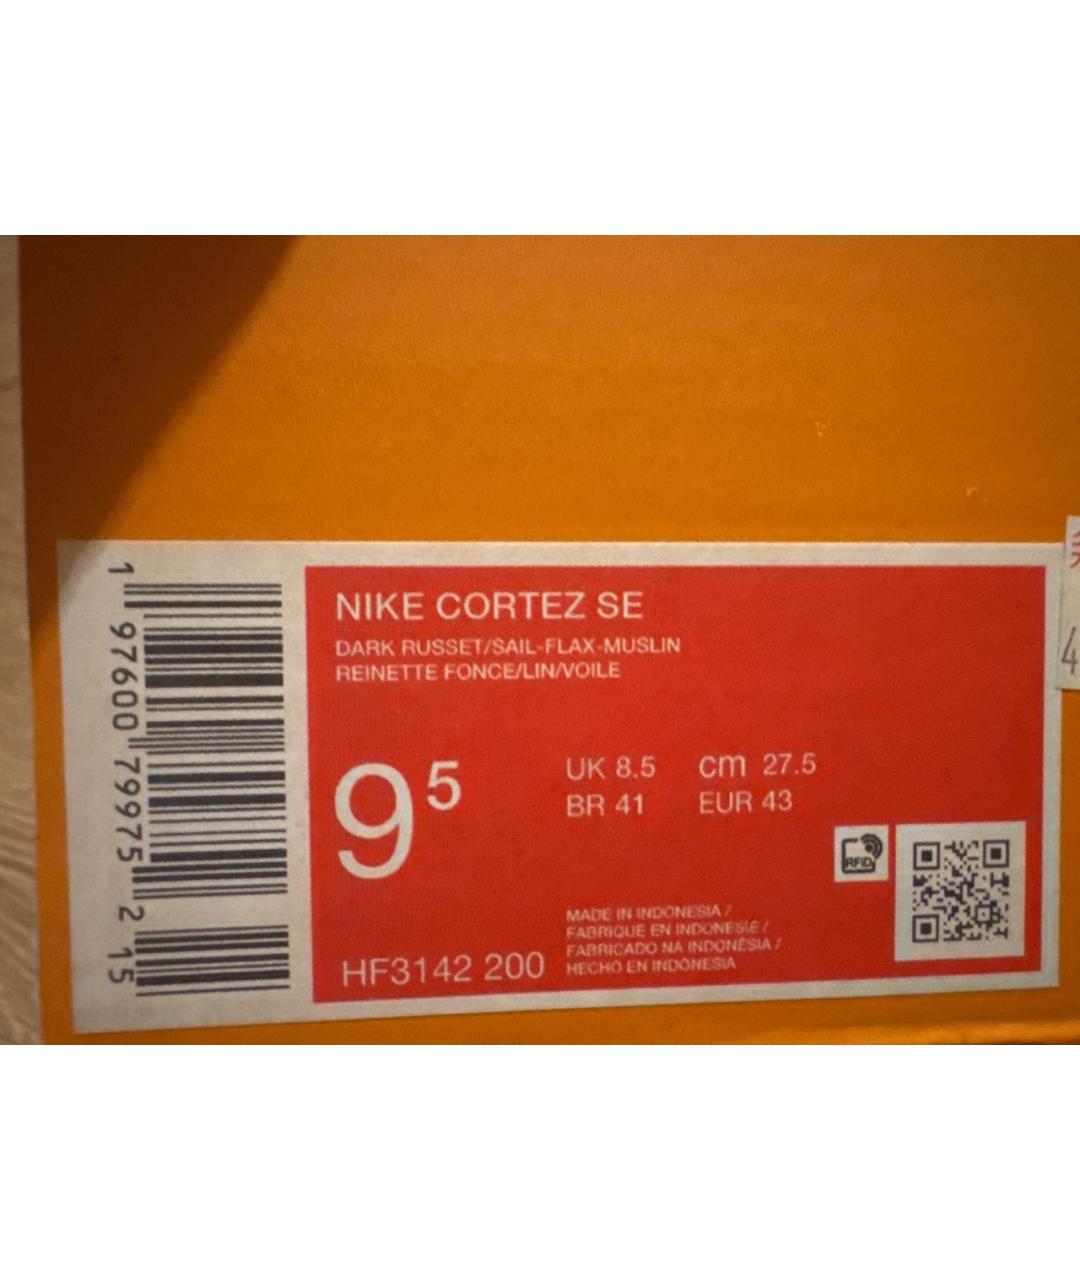 NIKE CORTEZ SE
DARK RUSSET/SAIL-FLAX-MUSLIN
REINETTE FONCE/LIN/VOILE
9⁵
UK 8.5 cm 27.5
BR 41 EUR 43
RFID
MADE IN INDONESIA /
FABRIQUE EN INDONESIE /
FABRICADO NA INDONÉSIA /
HECHO EN INDONESIA
HF3142 200
1 97600 79975 2 15
4